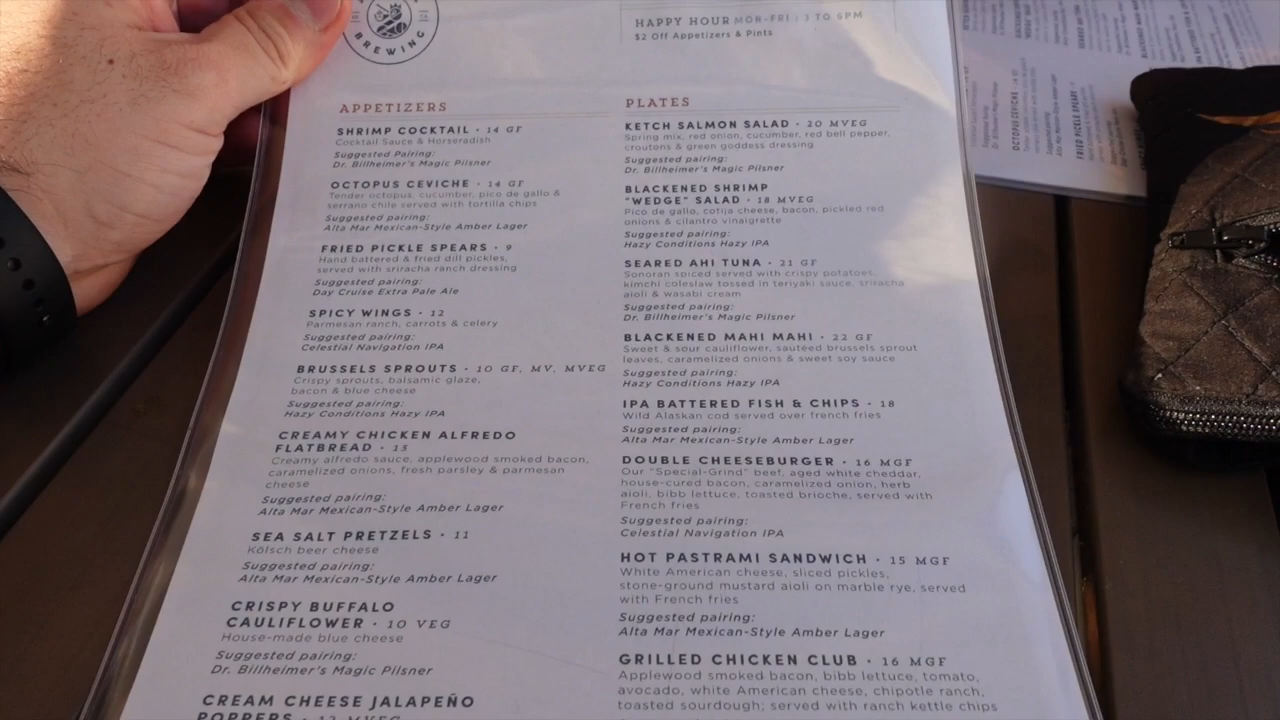 BREWING
HAPPY HOUR MON-FRI | 3 TO 6PM
$2 Off Appetizers & Pints
APPETIZERS
SHRIMP COCKTAIL • 14 GF
Cocktail Sauce & Horseradish
Suggested Pairing:
Dr. Billheimer's Magic Pilsner
OCTOPUS CEVICHE • 14 GF
Tender octopus, cucumber, pico de gallo &
serrano chile served with tortilla chips
Suggested Pairing:
Alta Mar Mexican-Style Amber Lager
FRIED PICKLE SPEARS • 9
Hand battered & fried dill pickles,
served with sriracha ranch dressing
Suggested pairing:
Day Cruise Extra Pale Ale
SPICY WINGS • 12
Parmesan ranch, carrots & celery
Suggested pairing:
Celestial Navigation IPA
BRUSSELS SPROUTS • 10 GF, MV, MVEG
Crispy sprouts, balsamic glaze,
bacon & blue cheese
Suggested pairing:
Hazy Conditions Hazy IPA
CREAMY CHICKEN ALFREDO
FLATBREAD • 13
Creamy alfredo sauce, applewood smoked bacon,
caramelized onions, fresh parsley & parmesan
cheese
Suggested pairing:
Alta Mar Mexican-Style Amber Lager
SEA SALT PRETZELS • 11
Kölsch beer cheese
Suggested pairing:
Alta Mar Mexican-Style Amber Lager
CRISPY BUFFALO
CAULIFLOWER • 10 VEG
House-made blue cheese
Suggested pairing:
Dr. Billheimer's Magic Pilsner
CREAM CHEESE JALAPEÑO
POPPERS • 12 MVEG
PLATES
KETCH SALMON SALAD • 20 MVEG
Spring mix, red onion, cucumber, red bell pepper,
croutons & green goddess dressing
Suggested pairing:
Dr. Billheimer's Magic Pilsner
BLACKENED SHRIMP
"WEDGE" SALAD • 18 MVEG
Pico de gallo, cotija cheese, bacon, pickled red
onions & cilantro vinaigrette
Suggested pairing:
Hazy Conditions Hazy IPA
SEARED AHI TUNA • 21 GF
Sonoran spiced served with crispy potatoes,
kimchi coleslaw tossed in teriyaki sauce, sriracha
aioli & wasabi cream
Suggested pairing:
Dr. Billheimer's Magic Pilsner
BLACKENED MAHI MAHI • 22 GF
Sweet & sour cauliflower, sautéed brussels sprout
leaves, caramelized onions & sweet soy sauce
Suggested pairing:
Hazy Conditions Hazy IPA
IPA BATTERED FISH & CHIPS • 18
Wild Alaskan cod served over french fries
Suggested pairing:
Alta Mar Mexican-Style Amber Lager
DOUBLE CHEESEBURGER • 16 MGF
Our "Special-Grind" beef, aged white cheddar,
house-cured bacon, caramelized onion, herb
aioli, bibb lettuce, toasted brioche, served with
French fries
Suggested pairing:
Celestial Navigation IPA
HOT PASTRAMI SANDWICH • 15 MGF
White American cheese, sliced pickles,
stone-ground mustard aioli on marble rye, served
with French fries
Suggested pairing:
Alta Mar Mexican-Style Amber Lager
GRILLED CHICKEN CLUB • 16 MGF
Applewood smoked bacon, bibb lettuce, tomato,
avocado, white American cheese, chipotle ranch,
toasted sourdough; served with ranch kettle chips
OCTOPUS CEVICHE • 14 GF
FRIED PICKLE SPEARS